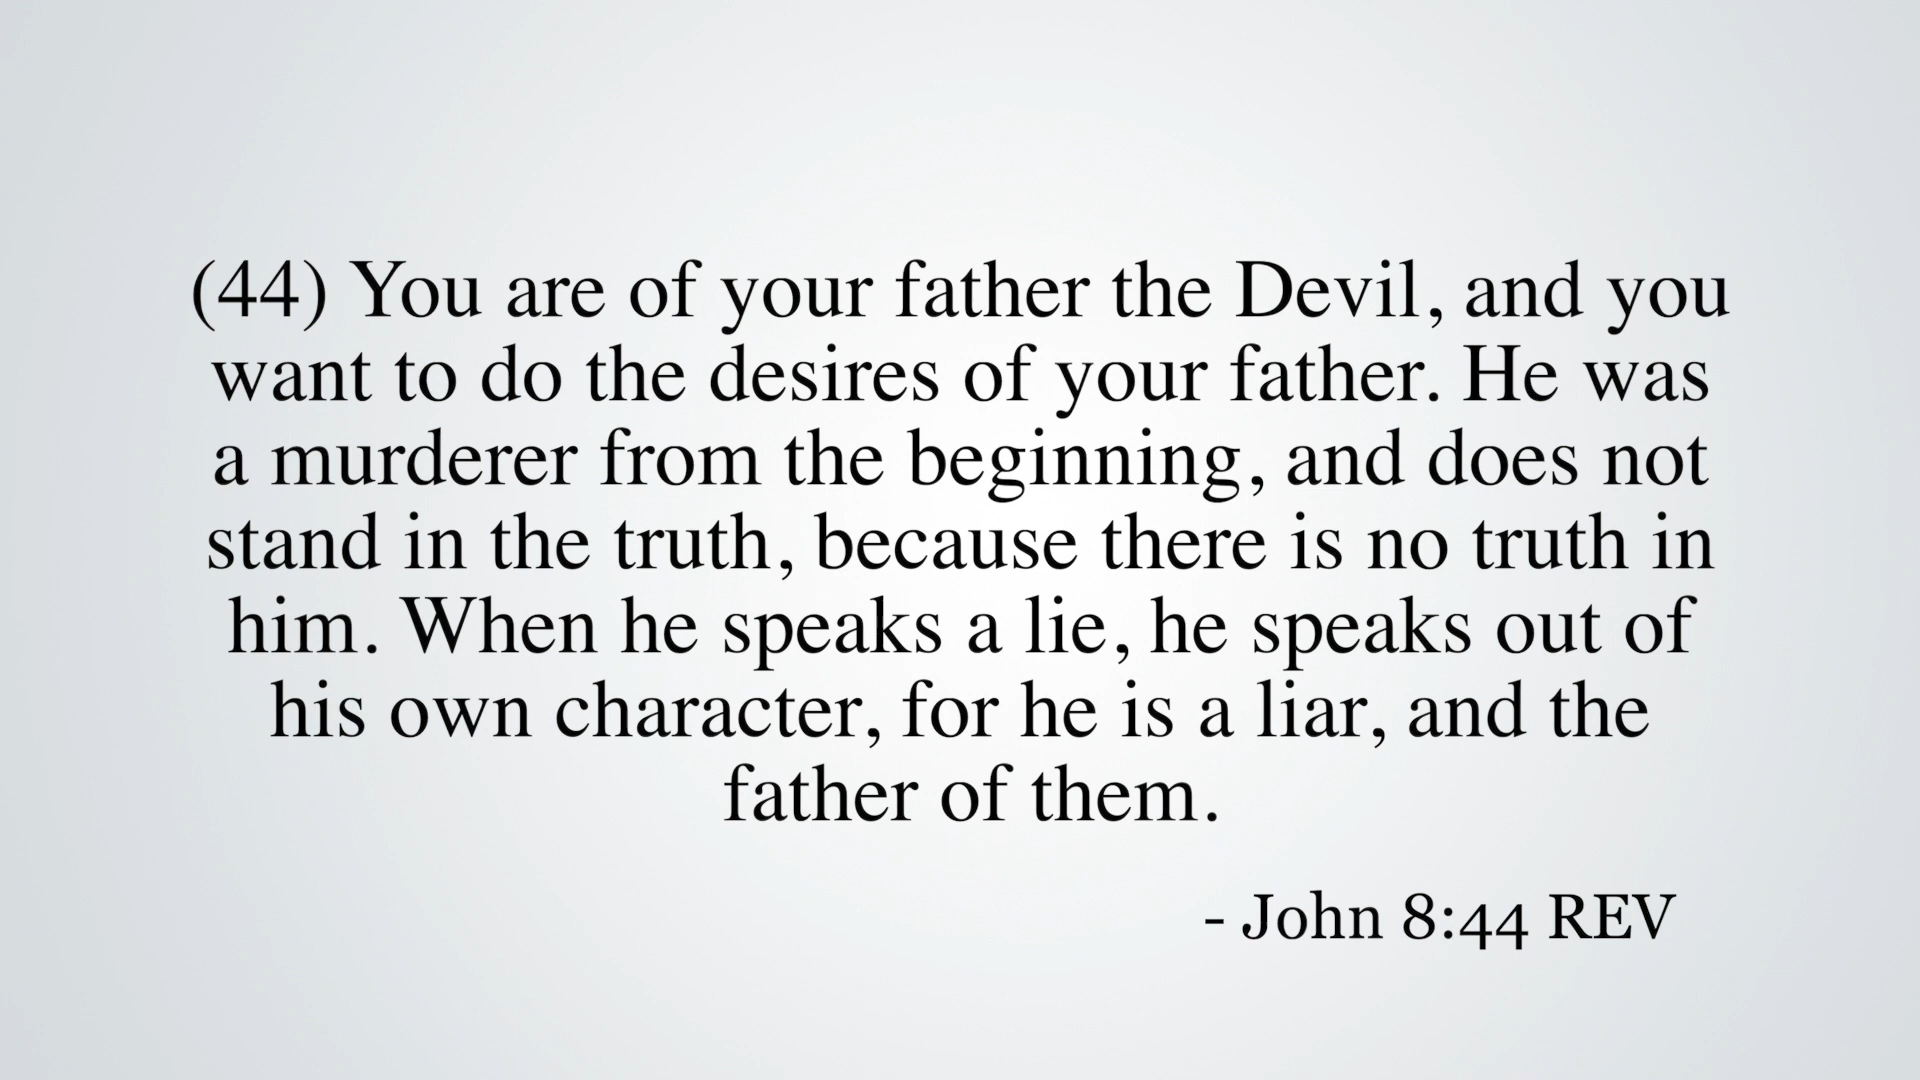 (44) You are of your father the Devil, and you
want to do the desires of your father. He was
a murderer from the beginning, and does not
stand in the truth, because there is no truth in
him. When he speaks a lie, he speaks out of
his own character, for he is a liar, and the
father of them.
- John 8:44 REV